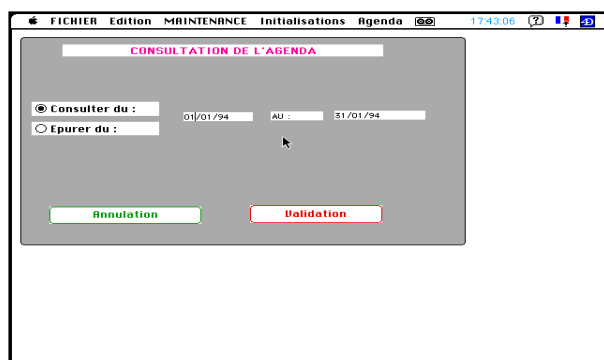 FICHIER Edition MAINTENANCE Initialisations Agenda 17:43:06
CONSULTATION DE L'AGENDA
Consulter du : 01/01/94 AU : 31/01/94
Epurer du :
Annulation Validation